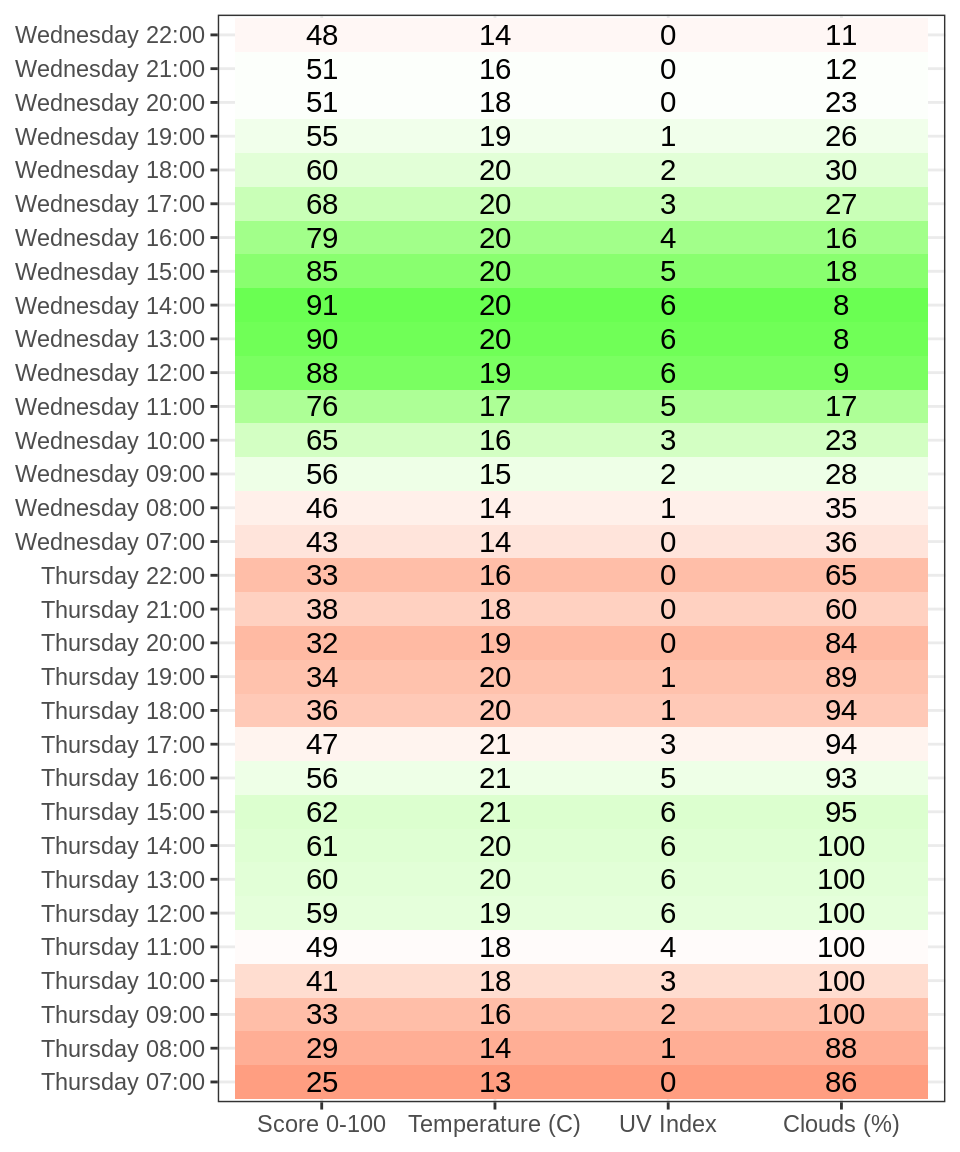 Wednesday 22:00 48 14 0 11
Wednesday 21:00 51 16 0 12
Wednesday 20:00 51 18 0 23
Wednesday 19:00 55 19 1 26
Wednesday 18:00 60 20 2 30
Wednesday 17:00 68 20 3 27
Wednesday 16:00 79 20 4 16
Wednesday 15:00 85 20 5 18
Wednesday 14:00 91 20 6 8
Wednesday 13:00 90 20 6 8
Wednesday 12:00 88 19 6 9
Wednesday 11:00 76 17 5 17
Wednesday 10:00 65 16 3 23
Wednesday 09:00 56 15 2 28
Wednesday 08:00 46 14 1 35
Wednesday 07:00 43 14 0 36
Thursday 22:00 33 16 0 65
Thursday 21:00 38 18 0 60
Thursday 20:00 32 19 0 84
Thursday 19:00 34 20 1 89
Thursday 18:00 36 20 1 94
Thursday 17:00 47 21 3 94
Thursday 16:00 56 21 5 93
Thursday 15:00 62 21 6 95
Thursday 14:00 61 20 6 100
Thursday 13:00 60 20 6 100
Thursday 12:00 59 19 6 100
Thursday 11:00 49 18 4 100
Thursday 10:00 41 18 3 100
Thursday 09:00 33 16 2 100
Thursday 08:00 29 14 1 88
Thursday 07:00 25 13 0 86
Score 0-100 Temperature (C) UV Index Clouds (%)